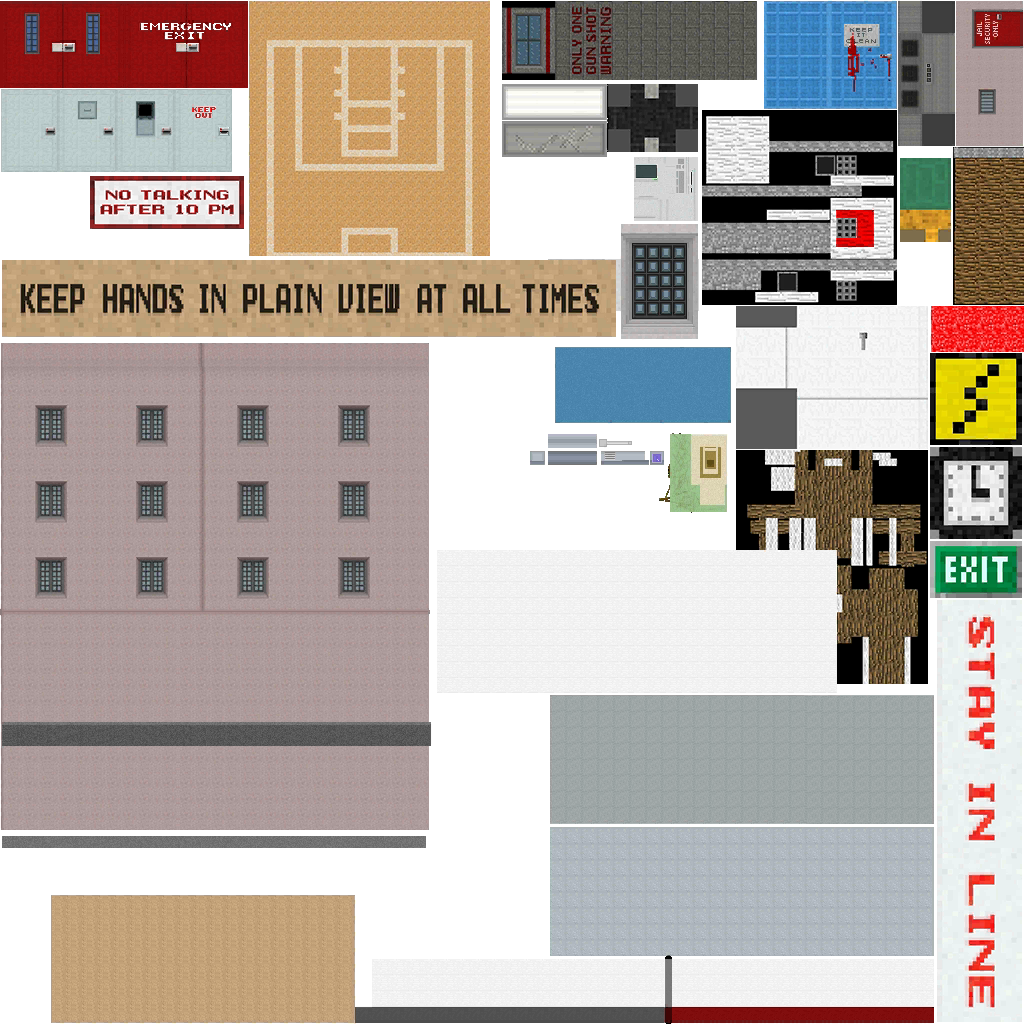 EMERGENCY
EXIT
KEEP
OUT
NO TALKING
AFTER 10 PM
ONLY ONE
GUN SHOT
WARNING
KEEP
IT
CLEAN
JAIL
SECURITY
ONLY
KEEP HANDS IN PLAIN VIEW AT ALL TIMES
EXIT
STAY IN LINE